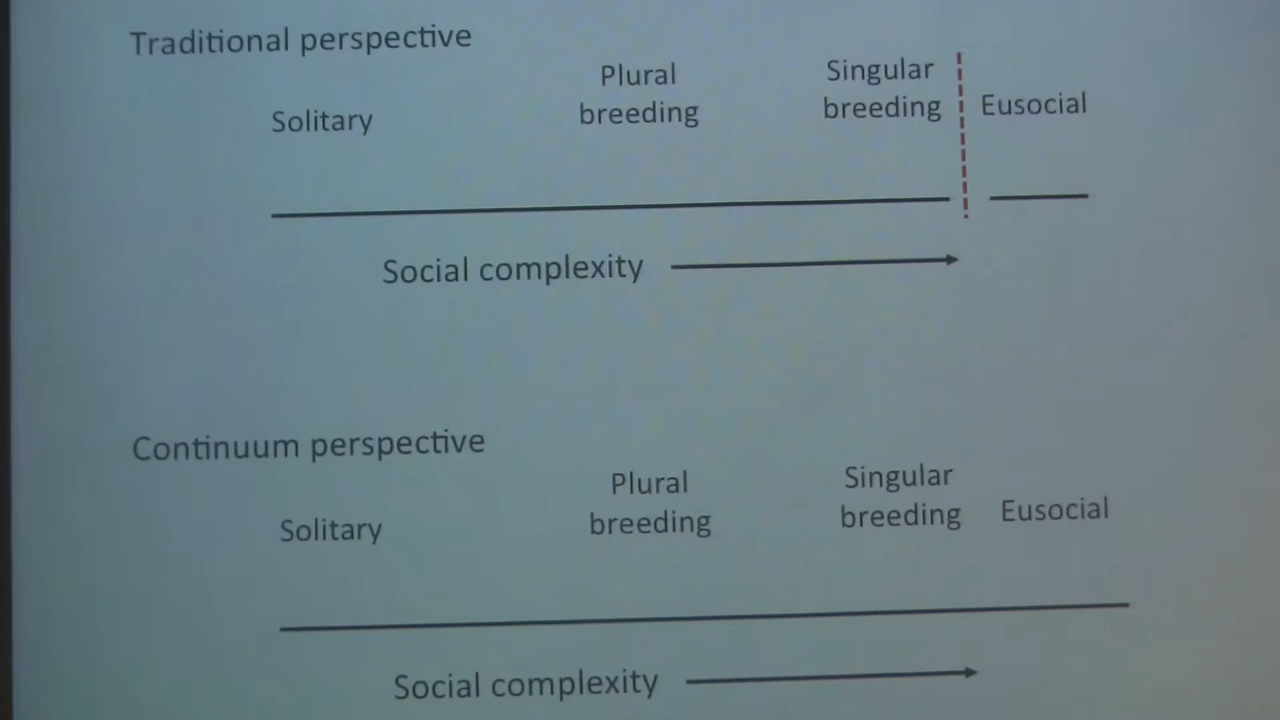 Traditional perspective
Solitary
Plural
breeding
Singular
breeding
Eusocial
Social complexity
Continuum perspective
Solitary
Plural
breeding
Singular
breeding
Eusocial
Social complexity